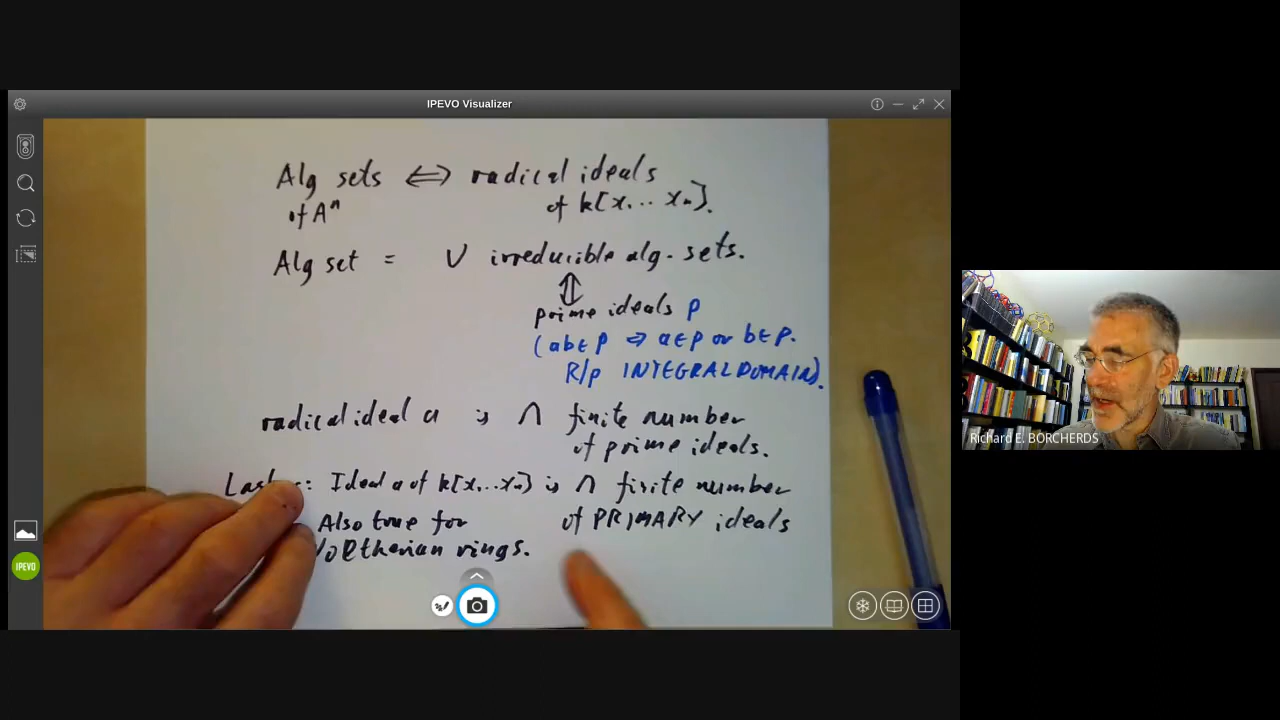 IPEVO Visualizer
Alg sets ⟺ radical ideals
of Aⁿ of k[x₁...xₙ].
Alg set = ∪ irreducible alg. sets.
⇕
prime ideals p
(ab∈p ⇒ a∈p or b∈p.
R/p INTEGRAL DOMAIN).
radical ideal a is ∩ finite number
of prime ideals.
: Ideal a of k[x₁...xₙ] is ∩ finite number
Also true for of PRIMARY ideals
Noetherian rings.
IPEVO
Richard E. BORCHERDS